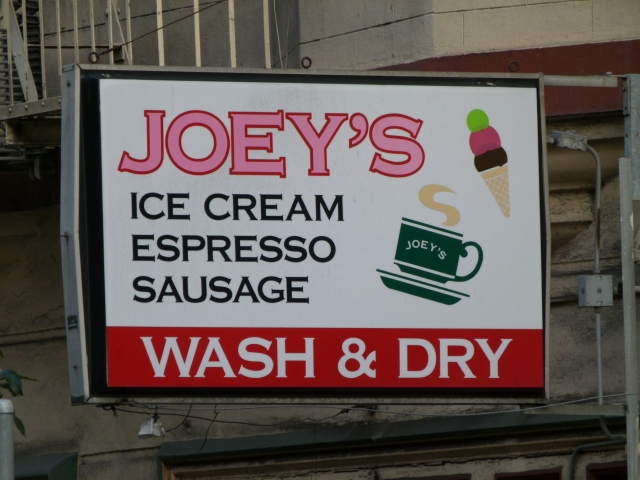 JOEY'S
ICE CREAM
ESPRESSO
JOEY'S
SAUSAGE
WASH & DRY